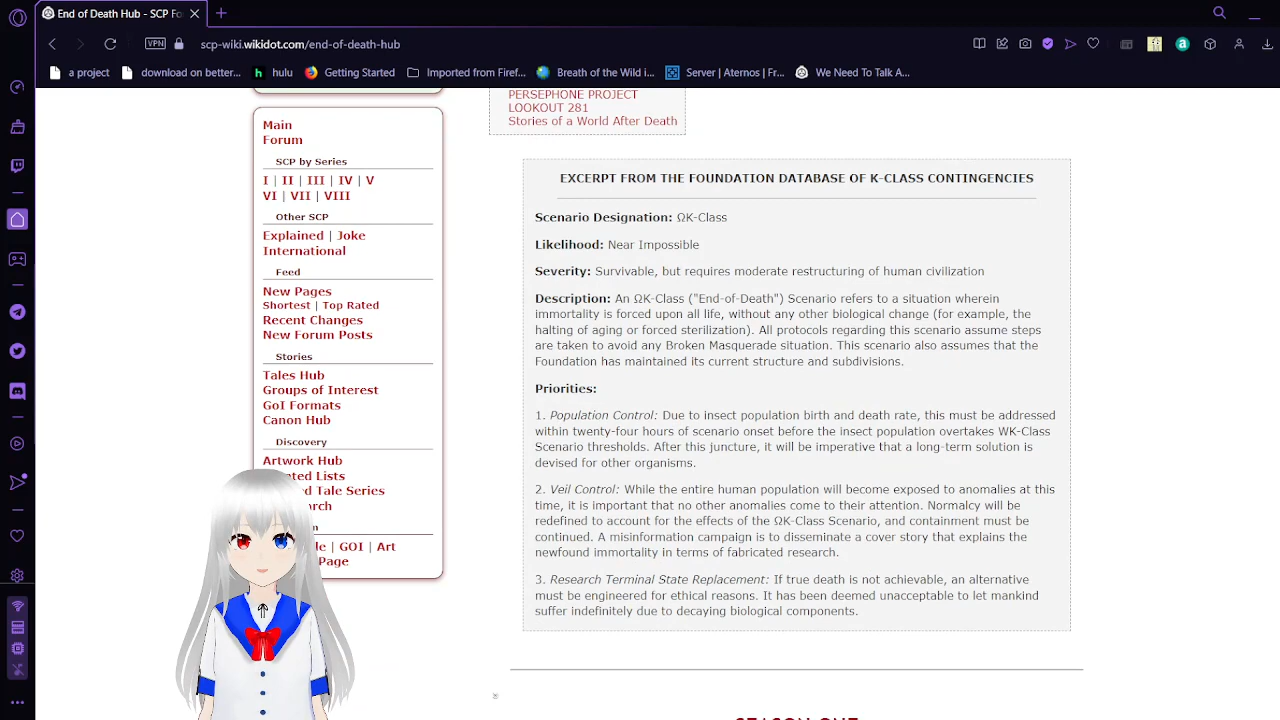 End of Death Hub - SCP Fo
VPN
scp-wiki.wikidot.com/end-of-death-hub
a project
download on better...
hulu
Getting Started
Imported from Firef...
Breath of the Wild i...
Server | Aternos | Fr...
We Need To Talk A...
Main
Forum
SCP by Series
I | II | III | IV | V
VI | VII | VIII
Other SCP
Explained | Joke
International
Feed
New Pages
Shortest | Top Rated
Recent Changes
New Forum Posts
Stories
Tales Hub
Groups of Interest
GoI Formats
Canon Hub
Discovery
Artwork Hub
Lists
Tale Series
| GOI | Art
Page
PERSEPHONE PROJECT
LOOKOUT 281
Stories of a World After Death
EXCERPT FROM THE FOUNDATION DATABASE OF K-CLASS CONTINGENCIES
Scenario Designation: ΩK-Class
Likelihood: Near Impossible
Severity: Survivable, but requires moderate restructuring of human civilization
Description: An ΩK-Class ("End-of-Death") Scenario refers to a situation wherein
immortality is forced upon all life, without any other biological change (for example, the
halting of aging or forced sterilization). All protocols regarding this scenario assume steps
are taken to avoid any Broken Masquerade situation. This scenario also assumes that the
Foundation has maintained its current structure and subdivisions.
Priorities:
1. Population Control: Due to insect population birth and death rate, this must be addressed
within twenty-four hours of scenario onset before the insect population overtakes WK-Class
Scenario thresholds. After this juncture, it will be imperative that a long-term solution is
devised for other organisms.
2. Veil Control: While the entire human population will become exposed to anomalies at this
time, it is important that no other anomalies come to their attention. Normalcy will be
redefined to account for the effects of the ΩK-Class Scenario, and containment must be
continued. A misinformation campaign is to disseminate a cover story that explains the
newfound immortality in terms of fabricated research.
3. Research Terminal State Replacement: If true death is not achievable, an alternative
must be engineered for ethical reasons. It has been deemed unacceptable to let mankind
suffer indefinitely due to decaying biological components.
SEASON ONE